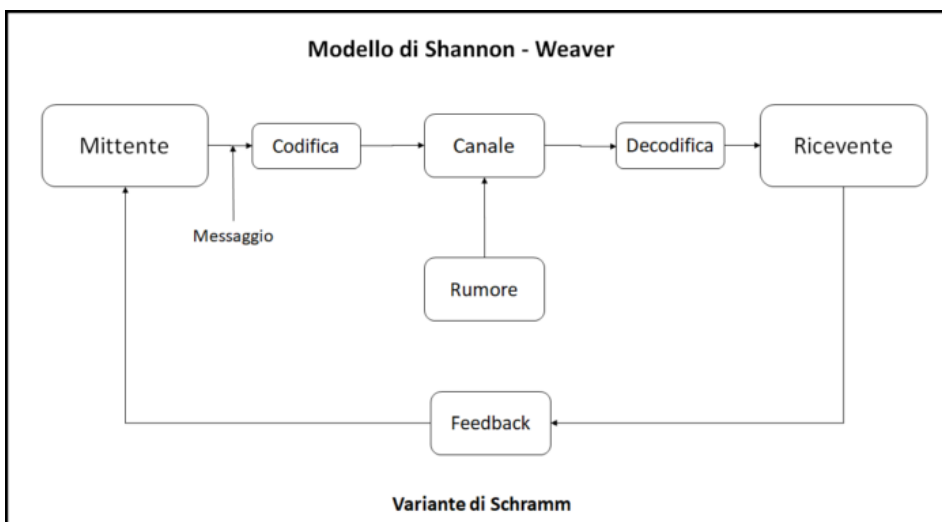 Modello di Shannon - Weaver
Mittente
Codifica
Canale
Decodifica
Ricevente
Messaggio
Rumore
Feedback
Variante di Schramm